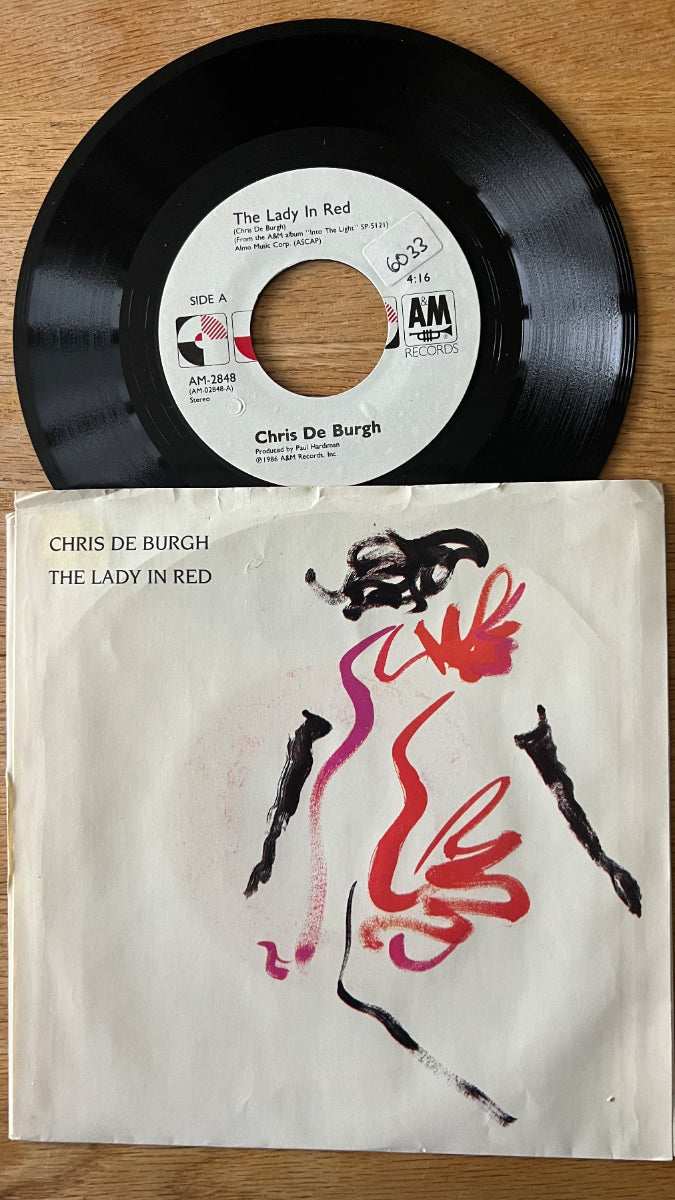 The Lady In Red
(Chris De Burgh)
(From the A&M album "Into The Light" SP-5121)
Almo Music Corp. (ASCAP)
6033
4:16
SIDE A
A&M
RECORDS
AM-2848
(AM-02848-A)
Stereo
Chris De Burgh
Produced by Paul Hardiman
℗1986 A&M Records, Inc.
CHRIS DE BURGH
THE LADY IN RED